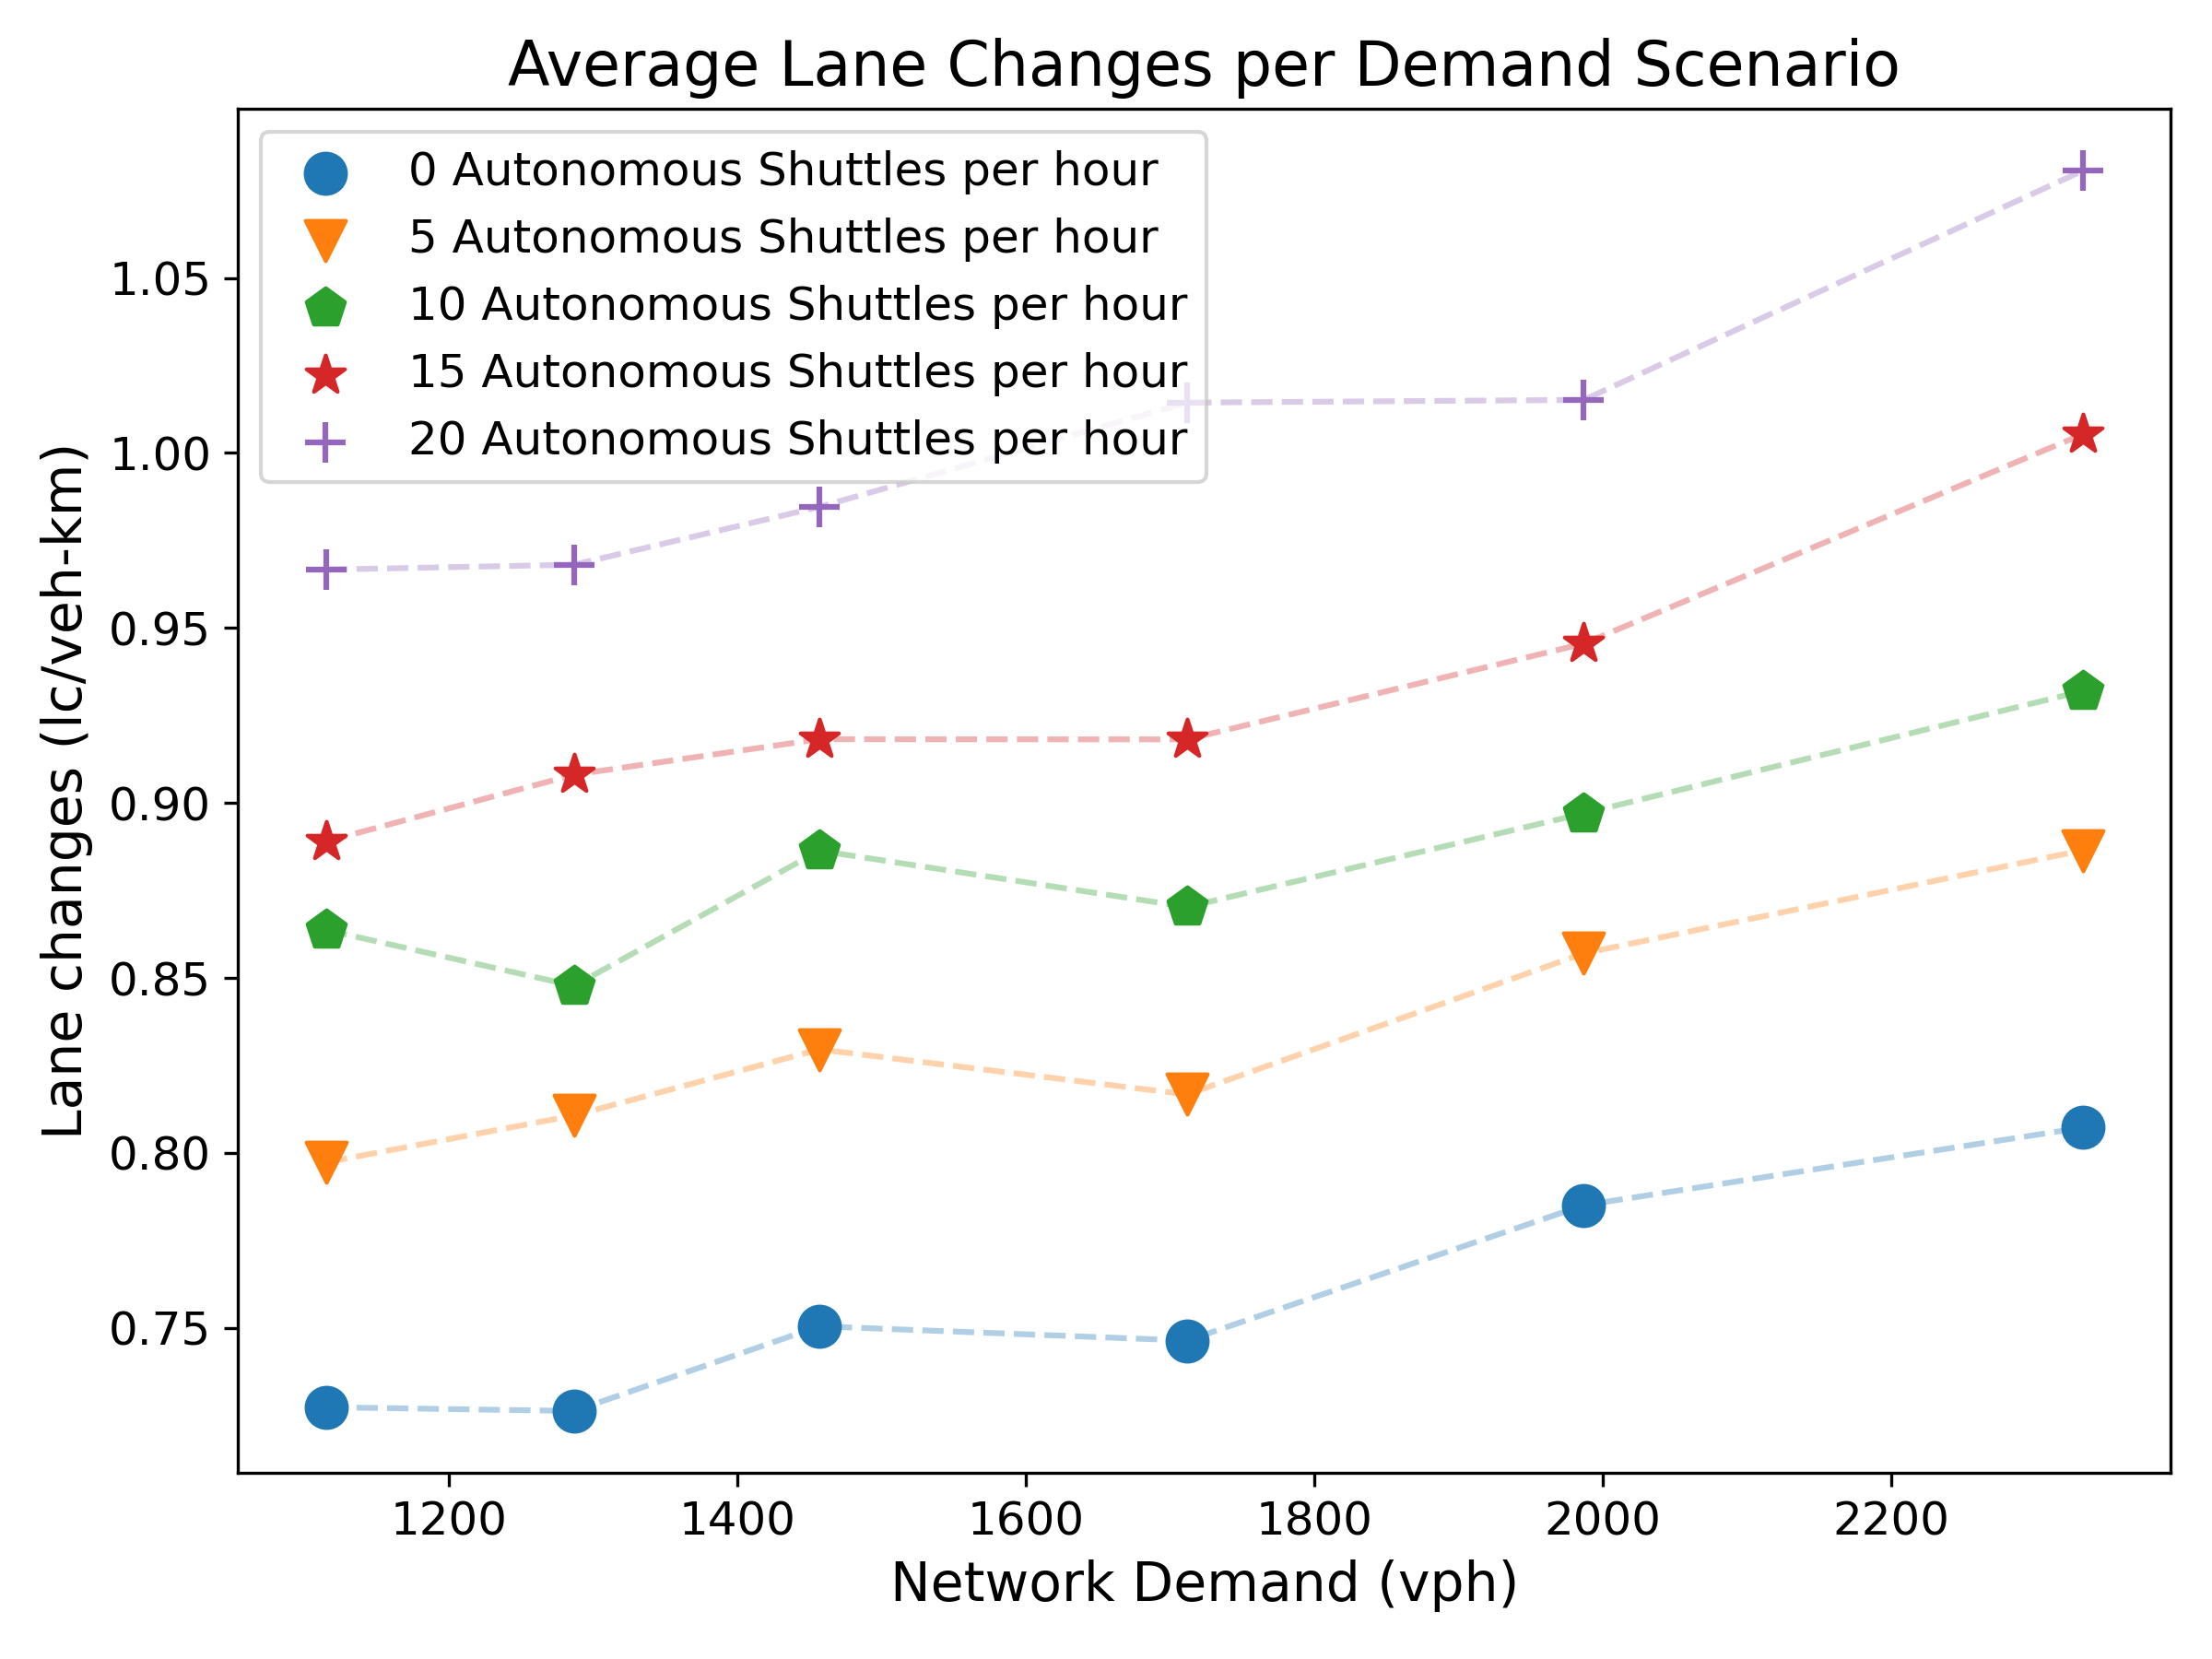 Average Lane Changes per Demand Scenario
0 Autonomous Shuttles per hour
5 Autonomous Shuttles per hour
10 Autonomous Shuttles per hour
15 Autonomous Shuttles per hour
20 Autonomous Shuttles per hour
Lane changes (lc/veh-km)
1.05
1.00
0.95
0.90
0.85
0.80
0.75
1200 1400 1600 1800 2000 2200
Network Demand (vph)